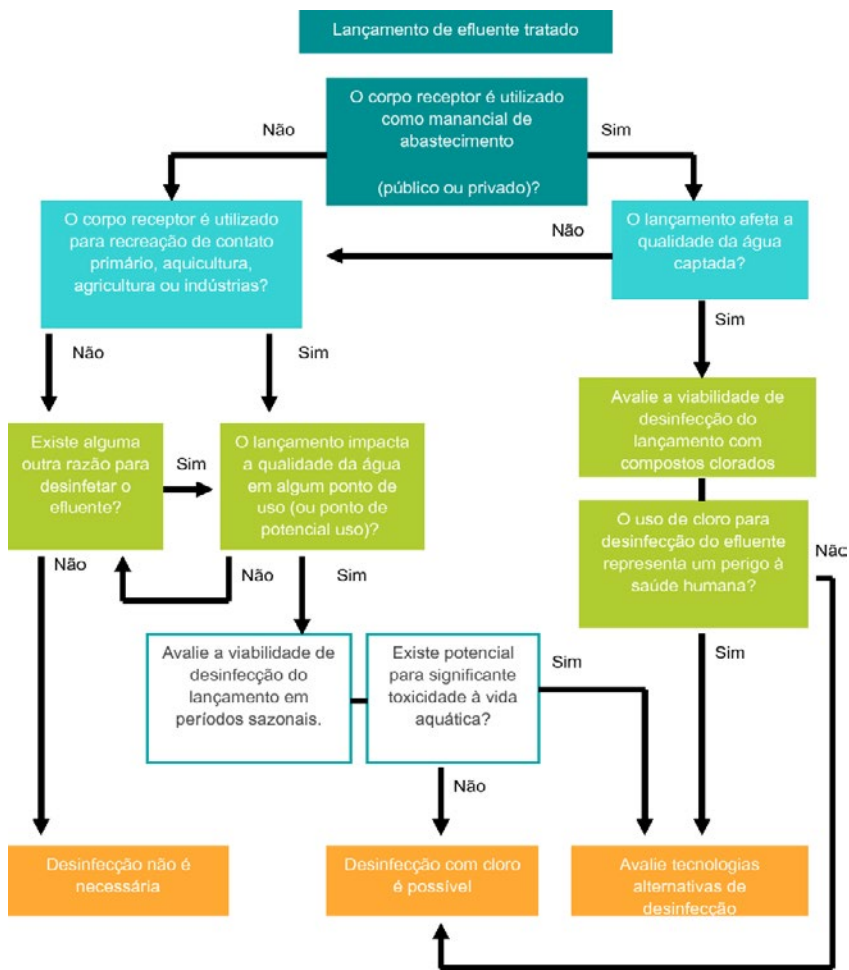 Lançamento de efluente tratado
O corpo receptor é utilizado
como manancial de
abastecimento
(público ou privado)?
Não
Sim
O corpo receptor é utilizado
para recreação de contato
primário, aquicultura,
agricultura ou indústrias?
Não
O lançamento afeta a
qualidade da água
captada?
Não
Sim
Sim
Avalie a viabilidade de
desinfecção do
lançamento com
compostos clorados
Existe alguma
outra razão para
desinfetar o
efluente?
Sim
O lançamento impacta
a qualidade da água
em algum ponto de
uso (ou ponto de
potencial uso)?
O uso de cloro para
desinfecção do efluente
representa um perigo à
saúde humana?
Não
Não
Não
Sim
Avalie a viabilidade de
desinfecção do
lançamento em
períodos sazonais.
Existe potencial
para significante
toxicidade à vida
aquática?
Sim
Sim
Não
Desinfecção não é
necessária
Desinfecção com cloro
é possível
Avalie tecnologias
alternativas de
desinfecção